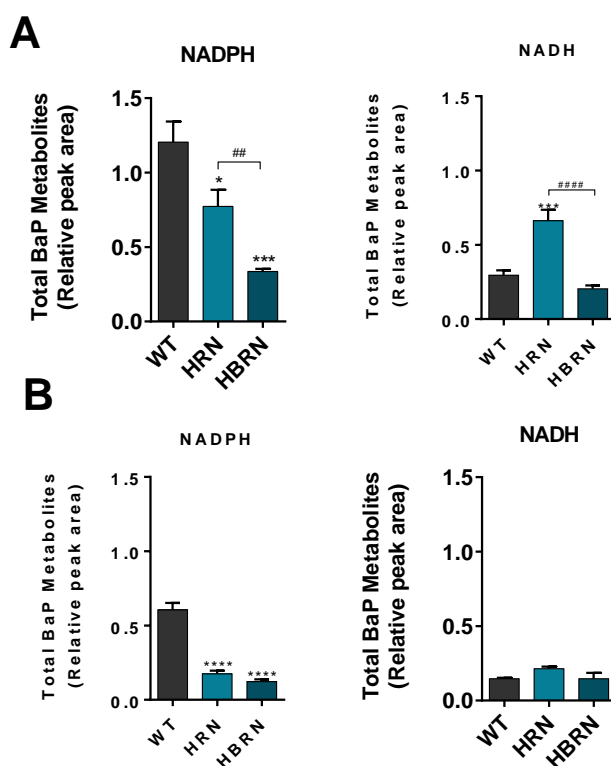 A
NADPH
Total BaP Metabolites
(Relative peak area)
1.5
1.0
0.5
0.0
*
##
***
WT
HRN
HBRN
NADH
Total BaP Metabolites
(Relative peak area)
1.5
1.0
0.5
0.0
***
####
WT
HRN
HBRN
B
NADPH
Total BaP Metabolites
(Relative peak area)
1.5
1.0
0.5
0.0
****
****
WT
HRN
HBRN
NADH
Total BaP Metabolites
(Relative peak area)
1.5
1.0
0.5
0.0
WT
HRN
HBRN